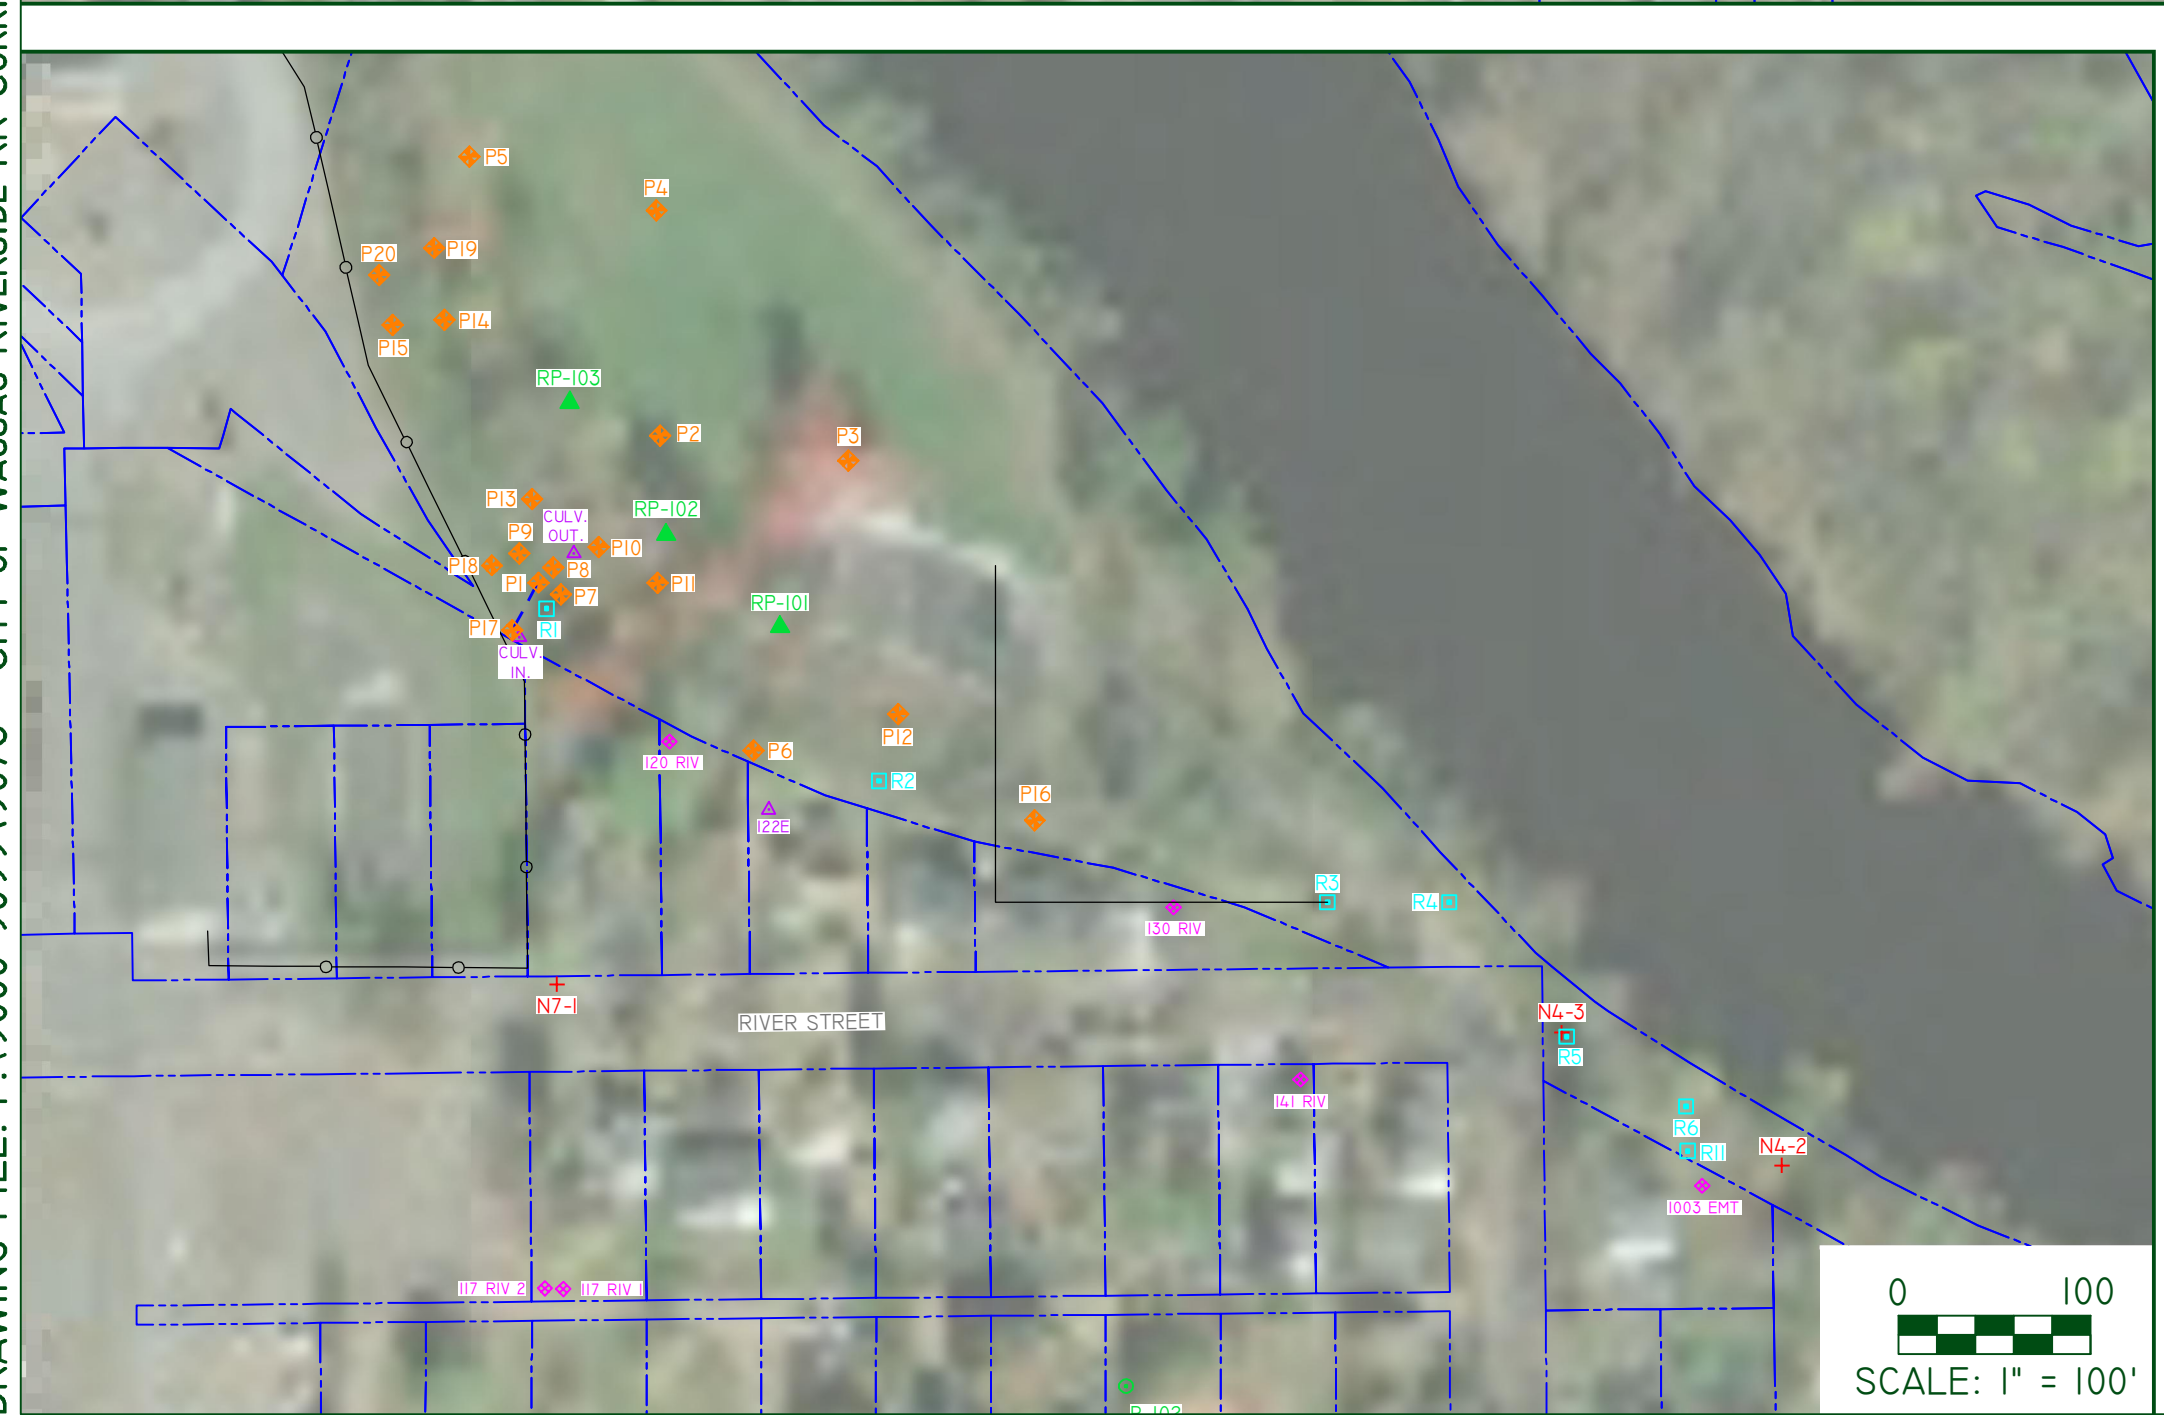 P5
P4
P19
P20
P14
P15
RP-103
P2
P3
P13
RP-102
CULV.
OUT.
P9
P10
P18
P8
P1
P11
P7
RP-101
P17
R1
CULV.
IN.
P12
P6
120 RIV
R2
P16
122E
R3
R4
130 RIV
N7-1
N4-3
RIVER STREET
R5
141 RIV
R6
N4-2
R11
1003 EMT
117 RIV 2
117 RIV 1
0 100
SCALE: 1" = 100'